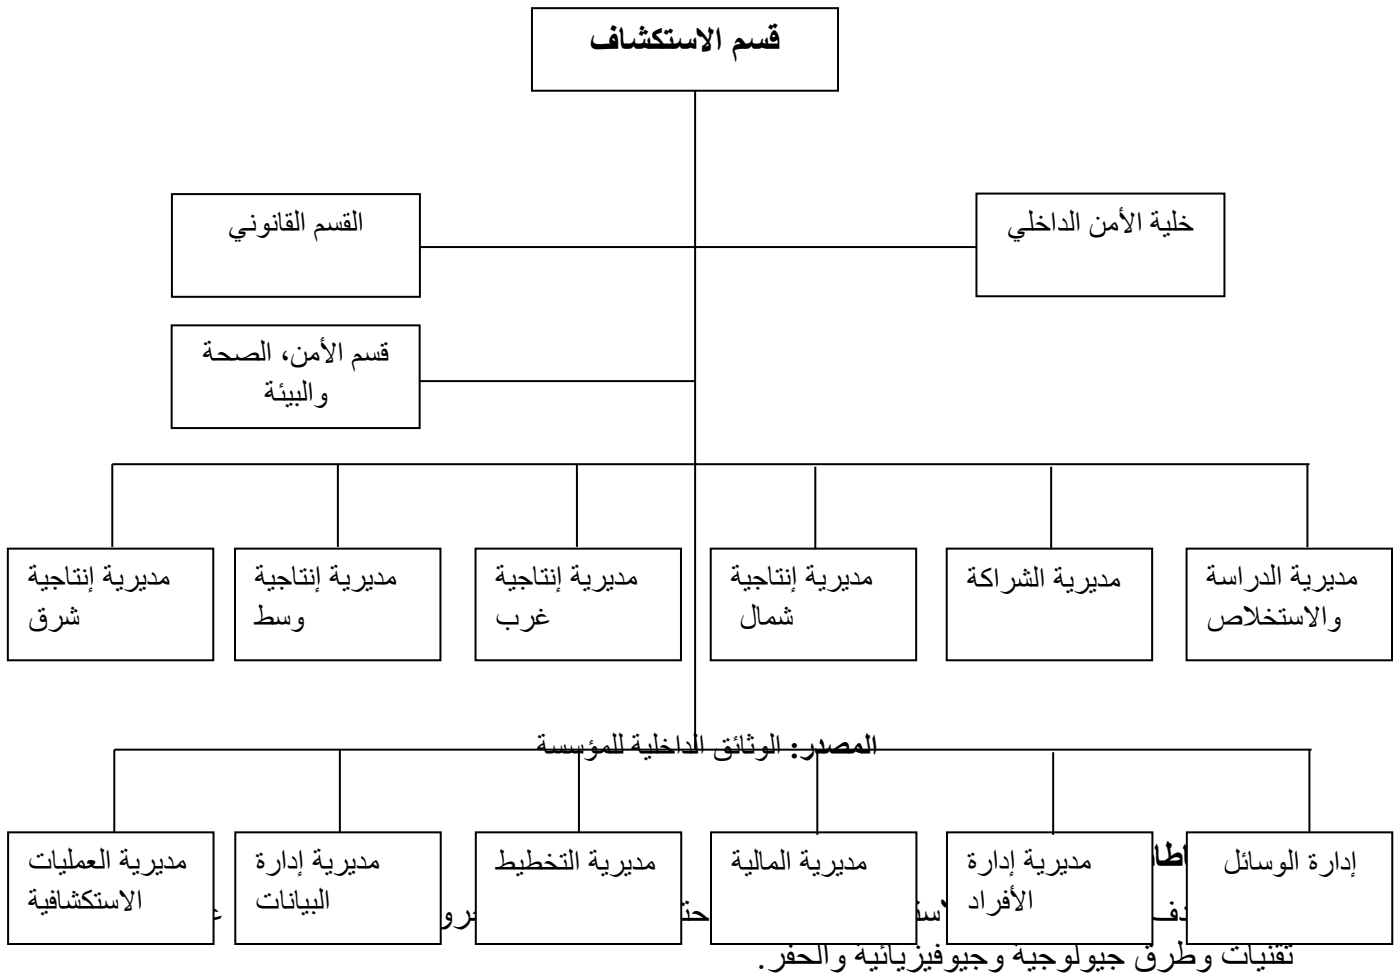 قسم الاستكشاف
خلية الأمن الداخلي
القسم القانوني
قسم الأمن، الصحة
والبيئة
مديرية الدراسة
والاستخلاص
مديرية الشراكة
مديرية إنتاجية
شمال
مديرية إنتاجية
غرب
مديرية إنتاجية
وسط
مديرية إنتاجية
شرق
المصدر: الوثائق الداخلية للمؤسسة
إدارة الوسائل
مديرية إدارة
الأفراد
مديرية المالية
مديرية التخطيط
مديرية إدارة
البيانات
مديرية العمليات
الاستكشافية
تقنيات وطرق جيولوجية وجيوفيزيائية والحفر.